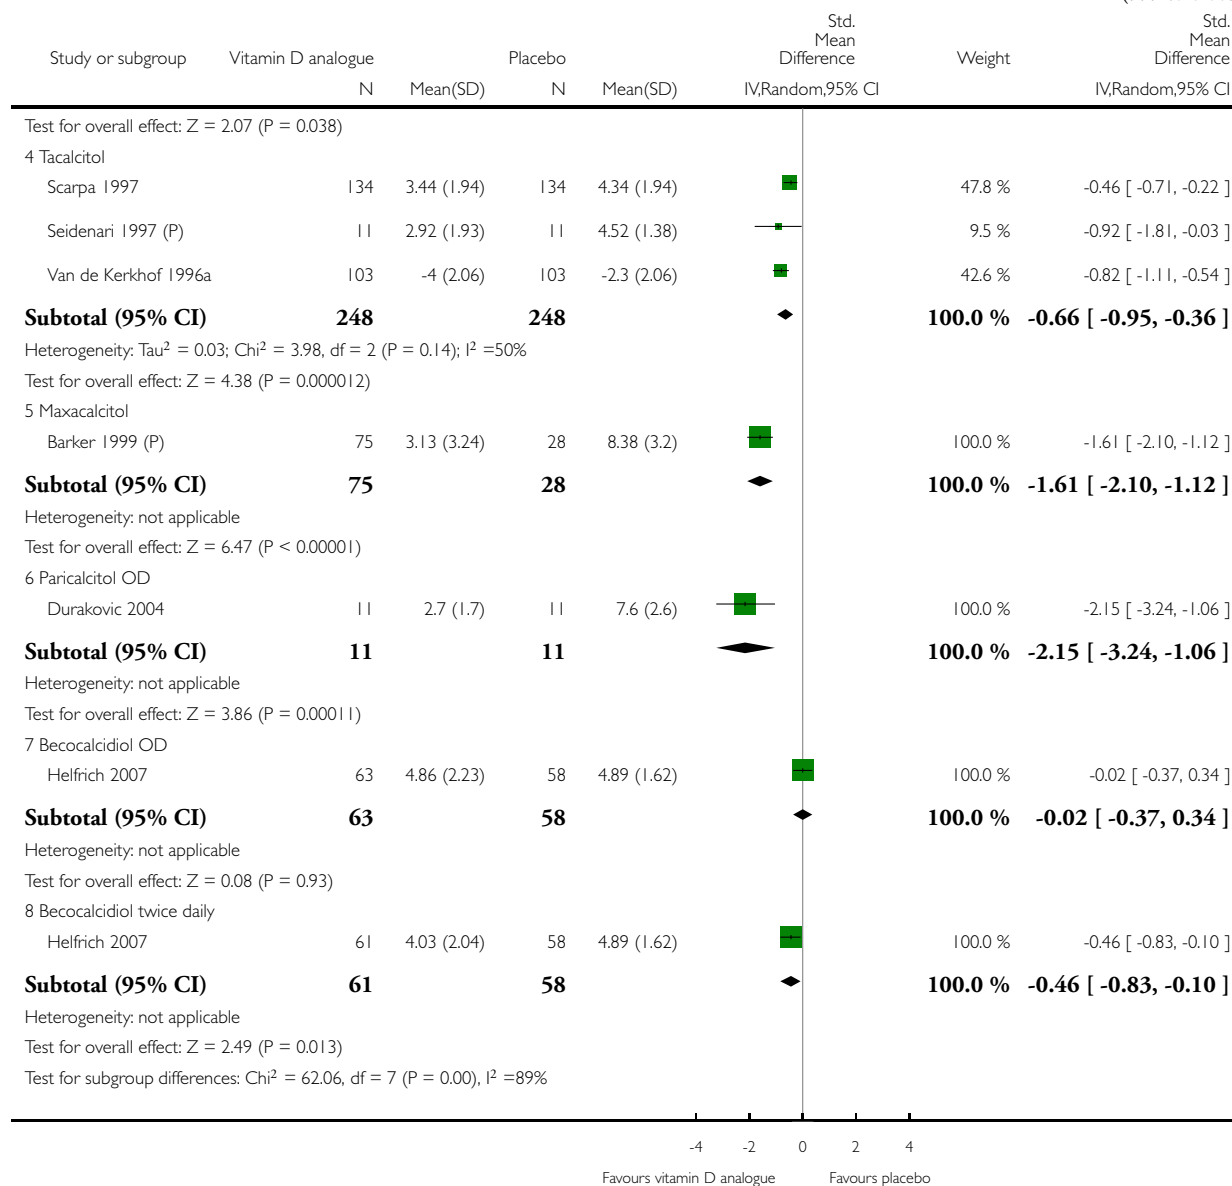 Std.
Mean
Difference
Std.
Mean
Difference
Study or subgroup Vitamin D analogue Placebo Weight
N Mean(SD) N Mean(SD) IV,Random,95% CI IV,Random,95% CI
Test for overall effect: Z = 2.07 (P = 0.038)
4 Tacalcitol
Scarpa 1997 134 3.44 (1.94) 134 4.34 (1.94) 47.8 % -0.46 [ -0.71, -0.22 ]
Seidenari 1997 (P) 11 2.92 (1.93) 11 4.52 (1.38) 9.5 % -0.92 [ -1.81, -0.03 ]
Van de Kerkhof 1996a 103 -4 (2.06) 103 -2.3 (2.06) 42.6 % -0.82 [ -1.11, -0.54 ]
Subtotal (95% CI) 248 248 100.0 % -0.66 [ -0.95, -0.36 ]
Heterogeneity: Tau² = 0.03; Chi² = 3.98, df = 2 (P = 0.14); I² =50%
Test for overall effect: Z = 4.38 (P = 0.000012)
5 Maxacalcitol
Barker 1999 (P) 75 3.13 (3.24) 28 8.38 (3.2) 100.0 % -1.61 [ -2.10, -1.12 ]
Subtotal (95% CI) 75 28 100.0 % -1.61 [ -2.10, -1.12 ]
Heterogeneity: not applicable
Test for overall effect: Z = 6.47 (P < 0.00001)
6 Paricalcitol OD
Durakovic 2004 11 2.7 (1.7) 11 7.6 (2.6) 100.0 % -2.15 [ -3.24, -1.06 ]
Subtotal (95% CI) 11 11 100.0 % -2.15 [ -3.24, -1.06 ]
Heterogeneity: not applicable
Test for overall effect: Z = 3.86 (P = 0.00011)
7 Becocalcidiol OD
Helfrich 2007 63 4.86 (2.23) 58 4.89 (1.62) 100.0 % -0.02 [ -0.37, 0.34 ]
Subtotal (95% CI) 63 58 100.0 % -0.02 [ -0.37, 0.34 ]
Heterogeneity: not applicable
Test for overall effect: Z = 0.08 (P = 0.93)
8 Becocalcidiol twice daily
Helfrich 2007 61 4.03 (2.04) 58 4.89 (1.62) 100.0 % -0.46 [ -0.83, -0.10 ]
Subtotal (95% CI) 61 58 100.0 % -0.46 [ -0.83, -0.10 ]
Heterogeneity: not applicable
Test for overall effect: Z = 2.49 (P = 0.013)
Test for subgroup differences: Chi² = 62.06, df = 7 (P = 0.00), I² =89%
-4 -2 0 2 4
Favours vitamin D analogue Favours placebo